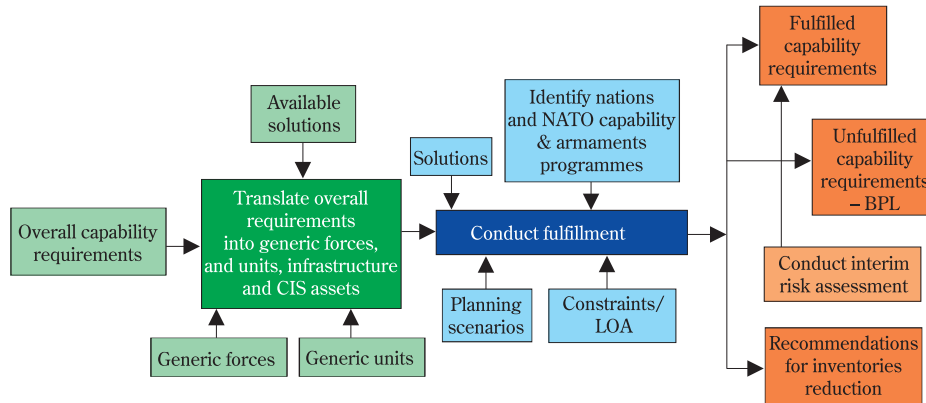 Overall capability
requirements
Available
solutions
Translate overall
requirements
into generic forces,
and units, infrastructure
and CIS assets
Generic forces
Generic units
Solutions
Identify nations
and NATO capability
& armaments
programmes
Conduct fulfillment
Planning
scenarios
Constraints/
LOA
Fulfilled
capability
requirements
Unfulfilled
capability
requirements
– BPL
Conduct interim
risk assessment
Recommendations
for inventories
reduction